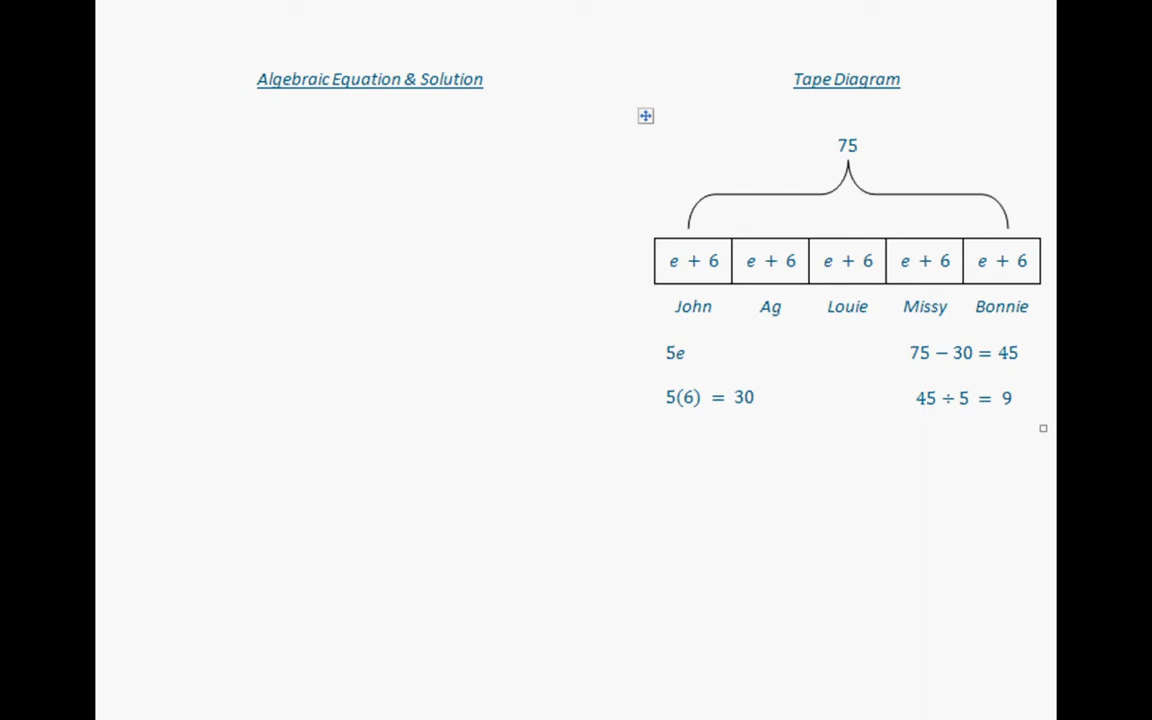 Algebraic Equation & Solution
Tape Diagram
75
e + 6 e + 6 e + 6 e + 6 e + 6
John Ag Louie Missy Bonnie
5e 75 − 30 = 45
5(6) = 30 45 ÷ 5 = 9